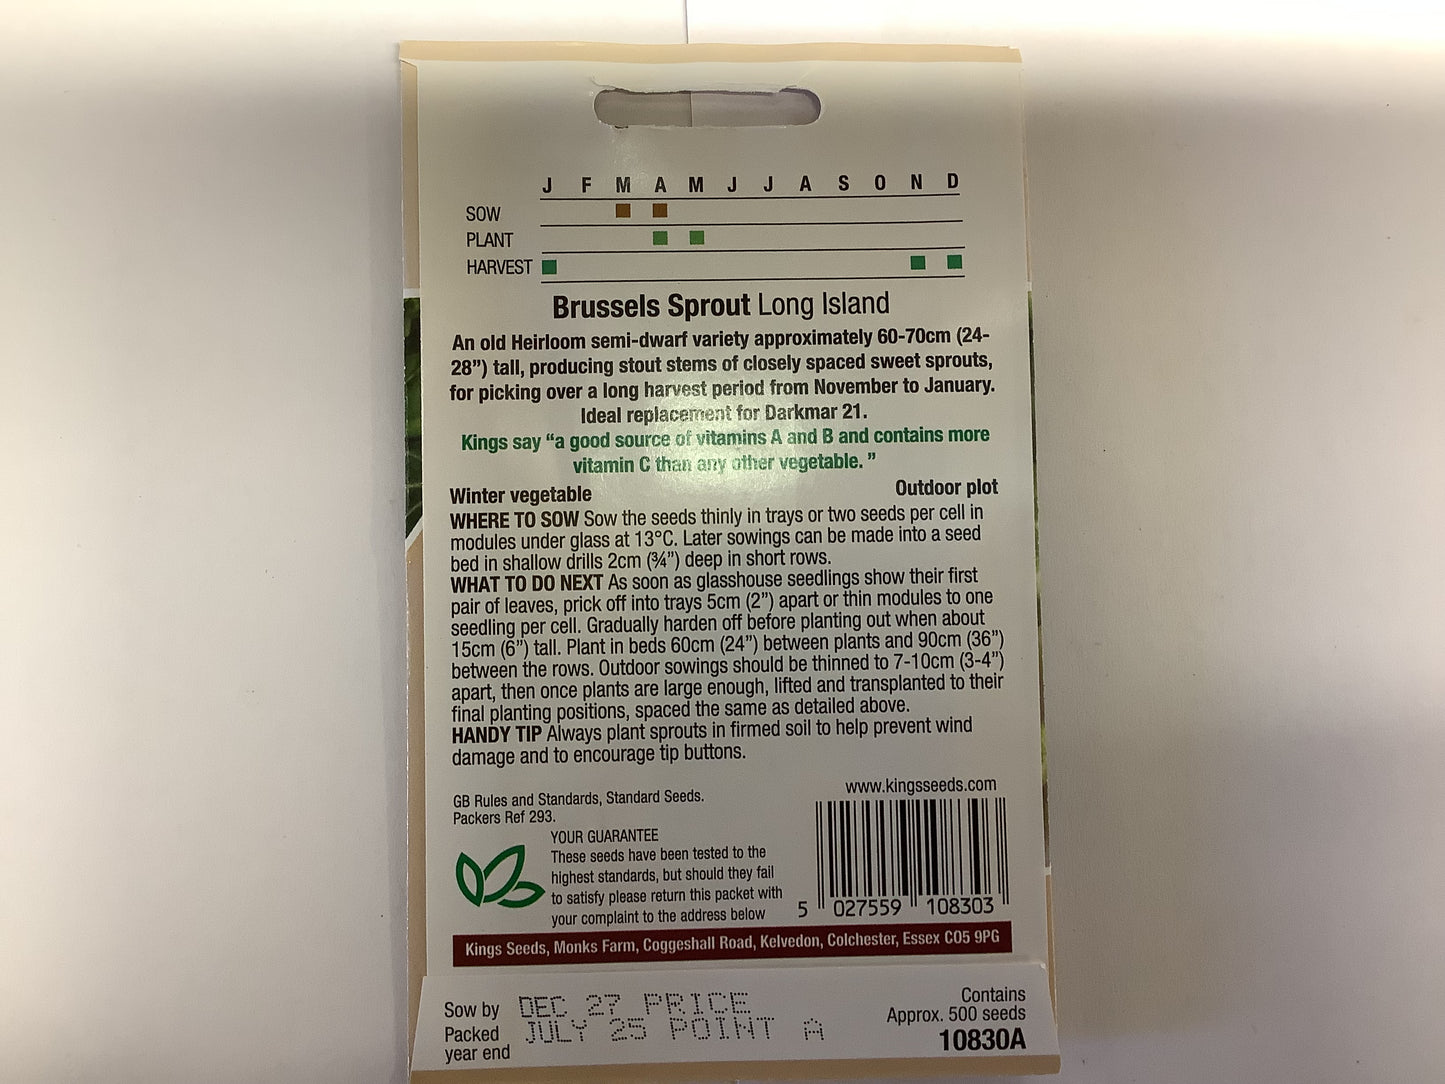 J F M A M J J A S O N D
SOW
PLANT
HARVEST
Brussels Sprout Long Island
An old Heirloom semi-dwarf variety approximately 60-70cm (24-
28”) tall, producing stout stems of closely spaced sweet sprouts,
for picking over a long harvest period from November to January.
Ideal replacement for Darkmar 21.
Kings say “a good source of vitamins A and B and contains more
vitamin C than any other vegetable. ”
Winter vegetable Outdoor plot
WHERE TO SOW Sow the seeds thinly in trays or two seeds per cell in
modules under glass at 13°C. Later sowings can be made into a seed
bed in shallow drills 2cm (¾”) deep in short rows.
WHAT TO DO NEXT As soon as glasshouse seedlings show their first
pair of leaves, prick off into trays 5cm (2”) apart or thin modules to one
seedling per cell. Gradually harden off before planting out when about
15cm (6”) tall. Plant in beds 60cm (24”) between plants and 90cm (36”)
between the rows. Outdoor sowings should be thinned to 7-10cm (3-4”)
apart, then once plants are large enough, lifted and transplanted to their
final planting positions, spaced the same as detailed above.
HANDY TIP Always plant sprouts in firmed soil to help prevent wind
damage and to encourage tip buttons.
www.kingsseeds.com
GB Rules and Standards, Standard Seeds.
Packers Ref 293.
YOUR GUARANTEE
These seeds have been tested to the
highest standards, but should they fail
to satisfy please return this packet with
your complaint to the address below
5 027559 108303
Kings Seeds, Monks Farm, Coggeshall Road, Kelvedon, Colchester, Essex CO5 9PG
Sow by DEC 27 PRICE
Packed JULY 25 POINT A
year end
Contains
Approx. 500 seeds
10830A